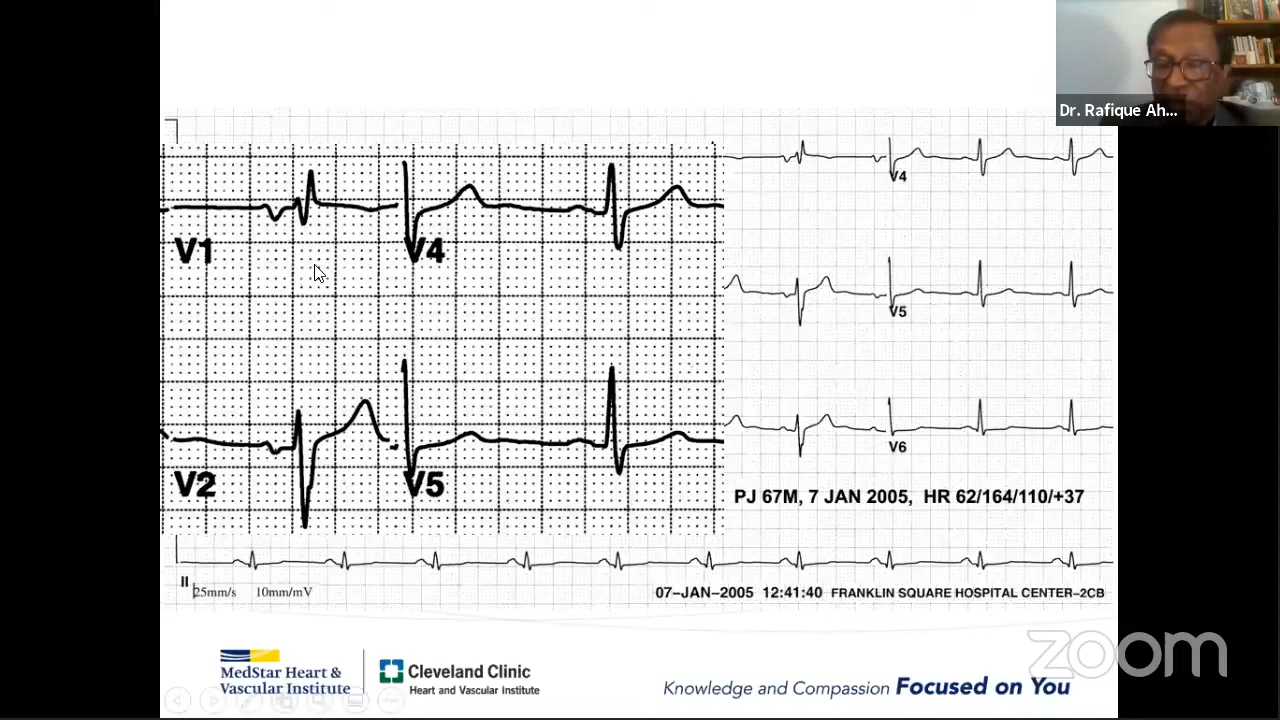 Dr. Rafique Ah...
V1
V4
V2
V5
V4
V5
V6
PJ 67M, 7 JAN 2005, HR 62/164/110/+37
II
25mm/s 10mm/mV
07-JAN-2005 12:41:40 FRANKLIN SQUARE HOSPITAL CENTER-2CB
MedStar Heart &
Vascular Institute
Cleveland Clinic
Heart and Vascular Institute
Knowledge and Compassion Focused on You
zoom